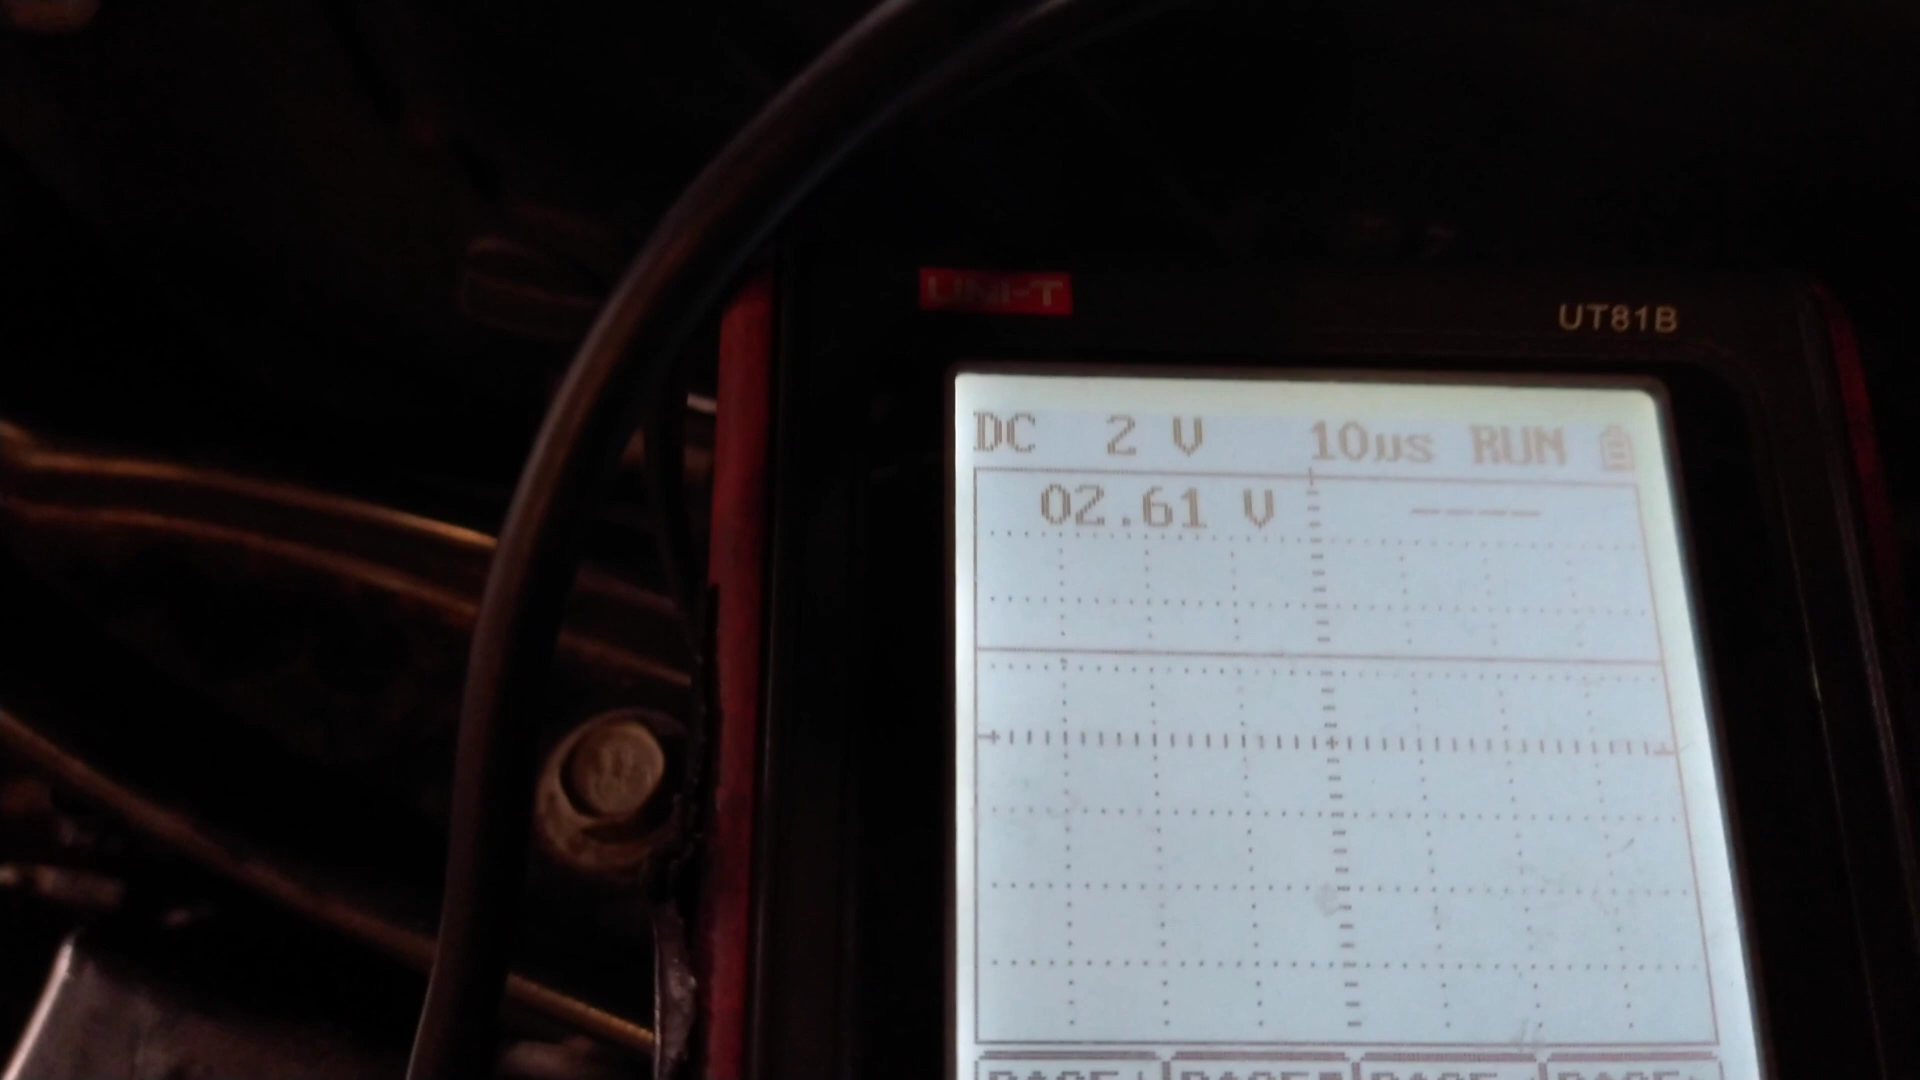 UNI-T
UT81B
DC 2 V 10µs RUN
02.61 V -----